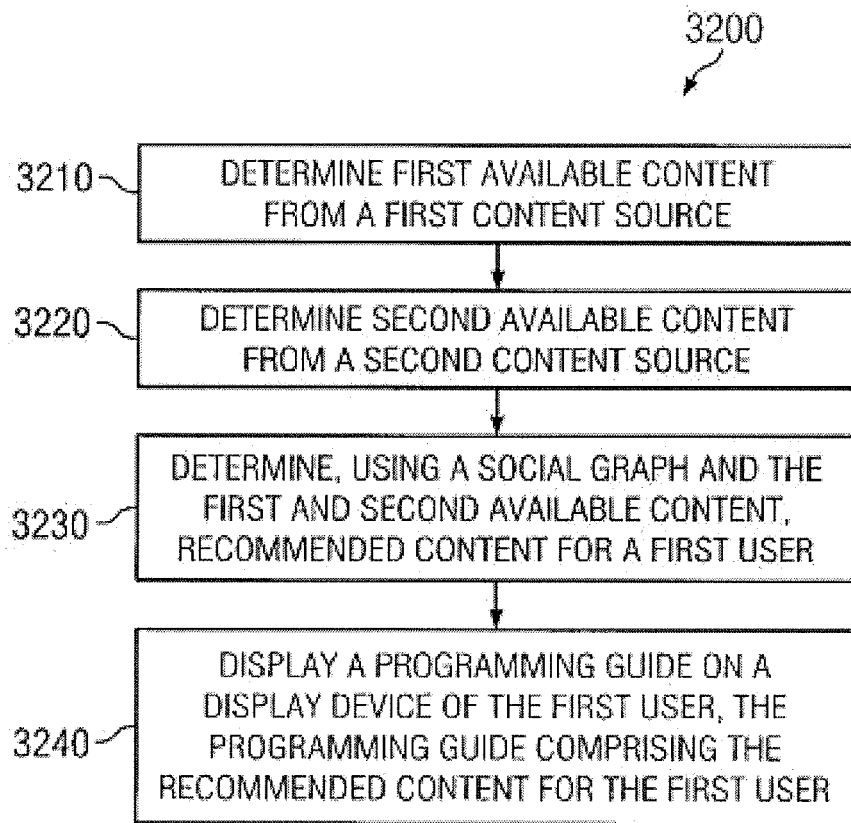 3200
3210
DETERMINE FIRST AVAILABLE CONTENT
FROM A FIRST CONTENT SOURCE
3220
DETERMINE SECOND AVAILABLE CONTENT
FROM A SECOND CONTENT SOURCE
3230
DETERMINE, USING A SOCIAL GRAPH AND THE
FIRST AND SECOND AVAILABLE CONTENT,
RECOMMENDED CONTENT FOR A FIRST USER
3240
DISPLAY A PROGRAMMING GUIDE ON A
DISPLAY DEVICE OF THE FIRST USER, THE
PROGRAMMING GUIDE COMPRISING THE
RECOMMENDED CONTENT FOR THE FIRST USER